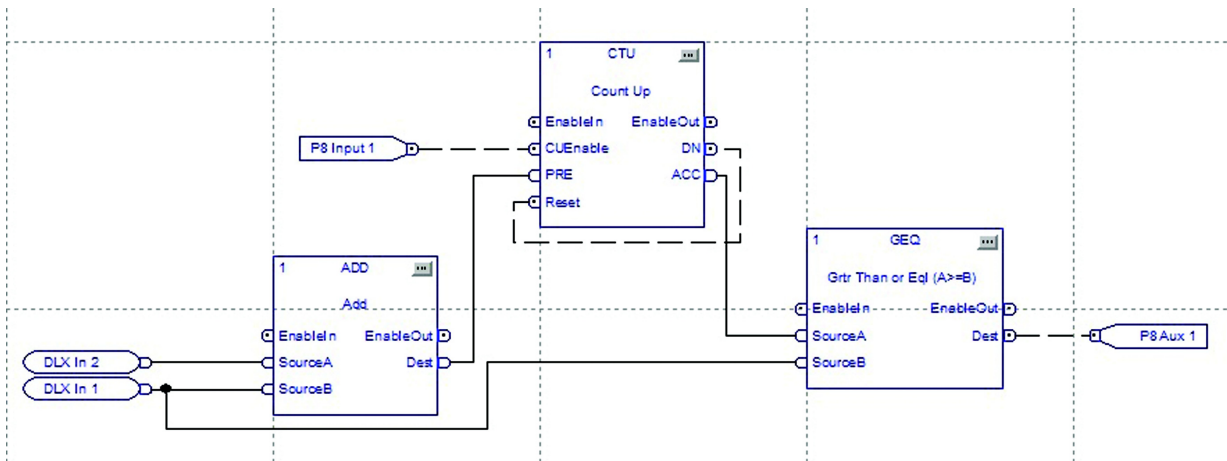 1 CTU ...
Count Up
EnableIn EnableOut
P8 Input 1 CUEnable DN
PRE ACC
Reset
1 GEQ ...
Grtr Than or Eql (A>=B)
EnableIn EnableOut
SourceA Dest P8 Aux 1
SourceB
1 ADD ...
Add
EnableIn EnableOut
DLX In 2 SourceA Dest
DLX In 1 SourceB